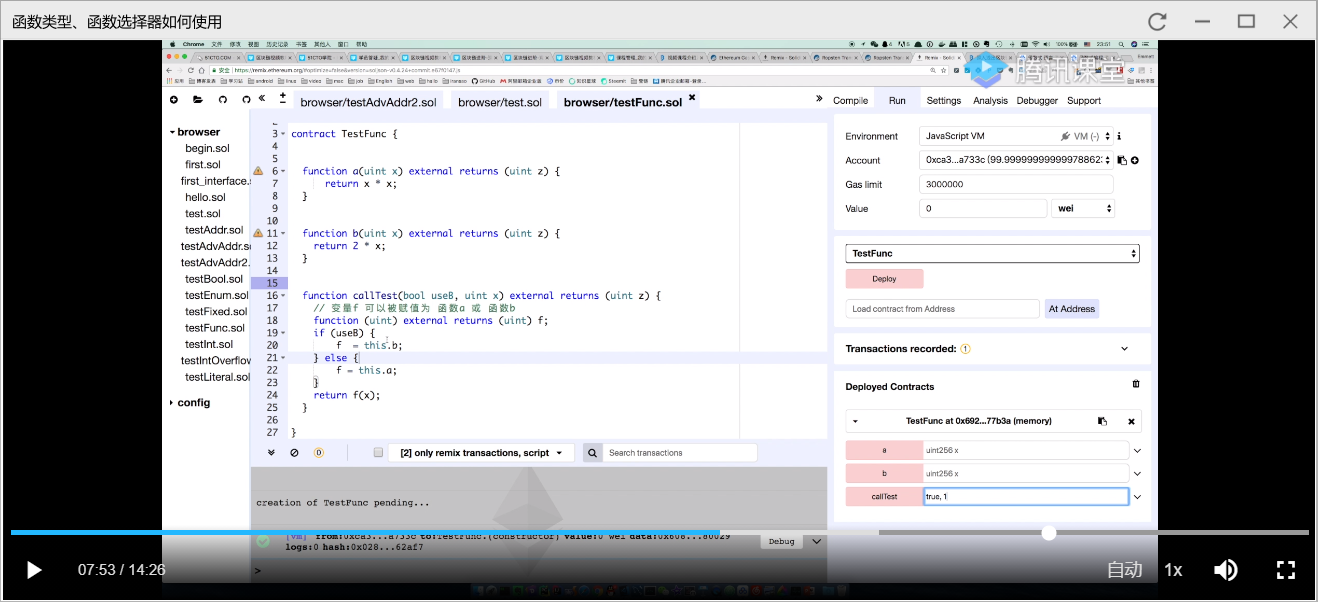 函数类型、函数选择器如何使用
腾讯课堂
browser/testAdvAddr2.sol
browser/test.sol
browser/testFunc.sol
Compile
Run
Settings
Analysis
Debugger
Support
browser
begin.sol
first.sol
first_interface.
hello.sol
test.sol
testAddr.sol
testAdvAddr.s
testAdvAddr2.
testBool.sol
testEnum.sol
testFixed.sol
testFunc.sol
testInt.sol
testIntOverflow
testLiteral.sol
config
3 contract TestFunc {
4
5
6 function a(uint x) external returns (uint z) {
7 return x * x;
8 }
9
10
11 function b(uint x) external returns (uint z) {
12 return 2 * x;
13 }
14
15
16 function callTest(bool useB, uint x) external returns (uint z) {
17 // 变量f 可以被赋值为 函数a 或 函数b
18 function (uint) external returns (uint) f;
19 if (useB) {
20 f = this.b;
21 } else {
22 f = this.a;
23 }
24 return f(x);
25 }
26
27 }
0
[2] only remix transactions, script
Search transactions
creation of TestFunc pending...
[vm] from:0xca3...a733c to:TestFunc.(constructor) value:0 wei data:0x608...80029
logs:0 hash:0x028...62af7
Debug
>
Environment
JavaScript VM
VM (-)
Account
0xca3...a733c (99.99999999999978862:
Gas limit
3000000
Value
0
wei
TestFunc
Deploy
Load contract from Address
At Address
Transactions recorded: 1
Deployed Contracts
TestFunc at 0x692...77b3a (memory)
a
uint256 x
b
uint256 x
callTest
true, 1
07:53 / 14:26
自动
1x